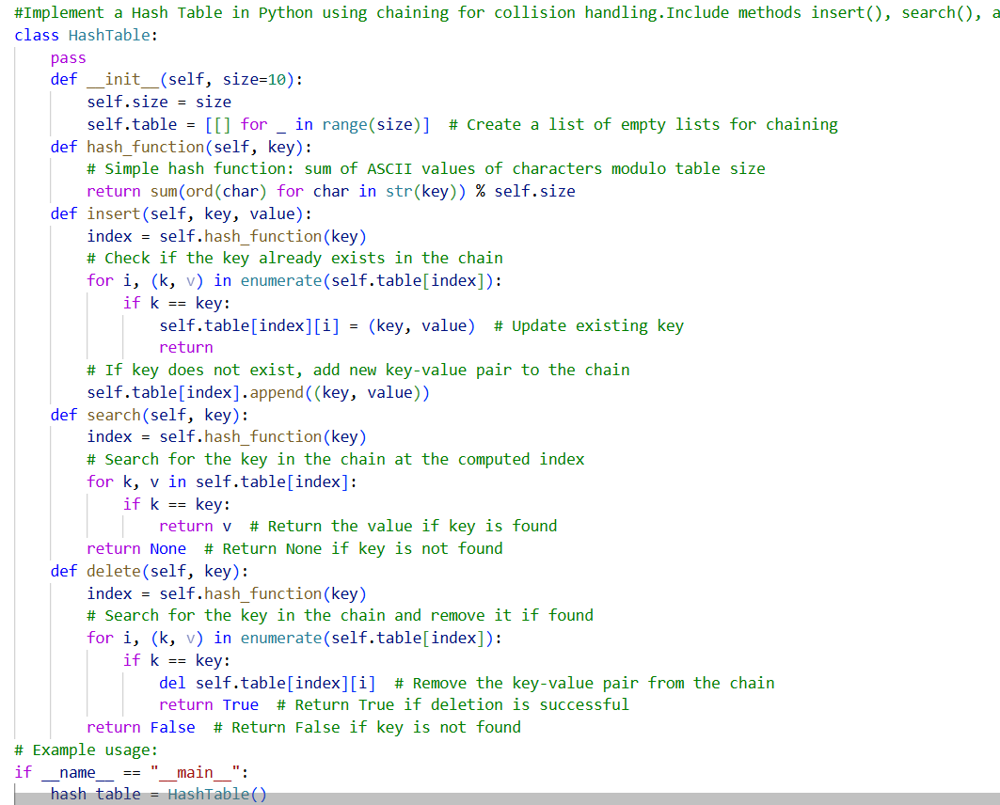 #Implement a Hash Table in Python using chaining for collision handling.Include methods insert(), search(), a
class HashTable:
    pass
    def __init__(self, size=10):
        self.size = size
        self.table = [[] for _ in range(size)]  # Create a list of empty lists for chaining
    def hash_function(self, key):
        # Simple hash function: sum of ASCII values of characters modulo table size
        return sum(ord(char) for char in str(key)) % self.size
    def insert(self, key, value):
        index = self.hash_function(key)
        # Check if the key already exists in the chain
        for i, (k, v) in enumerate(self.table[index]):
            if k == key:
                self.table[index][i] = (key, value)  # Update existing key
                return
        # If key does not exist, add new key-value pair to the chain
        self.table[index].append((key, value))
    def search(self, key):
        index = self.hash_function(key)
        # Search for the key in the chain at the computed index
        for k, v in self.table[index]:
            if k == key:
                return v  # Return the value if key is found
        return None  # Return None if key is not found
    def delete(self, key):
        index = self.hash_function(key)
        # Search for the key in the chain and remove it if found
        for i, (k, v) in enumerate(self.table[index]):
            if k == key:
                del self.table[index][i]  # Remove the key-value pair from the chain
                return True  # Return True if deletion is successful
        return False  # Return False if key is not found
# Example usage:
if __name__ == "__main__":
    hash_table = HashTable()